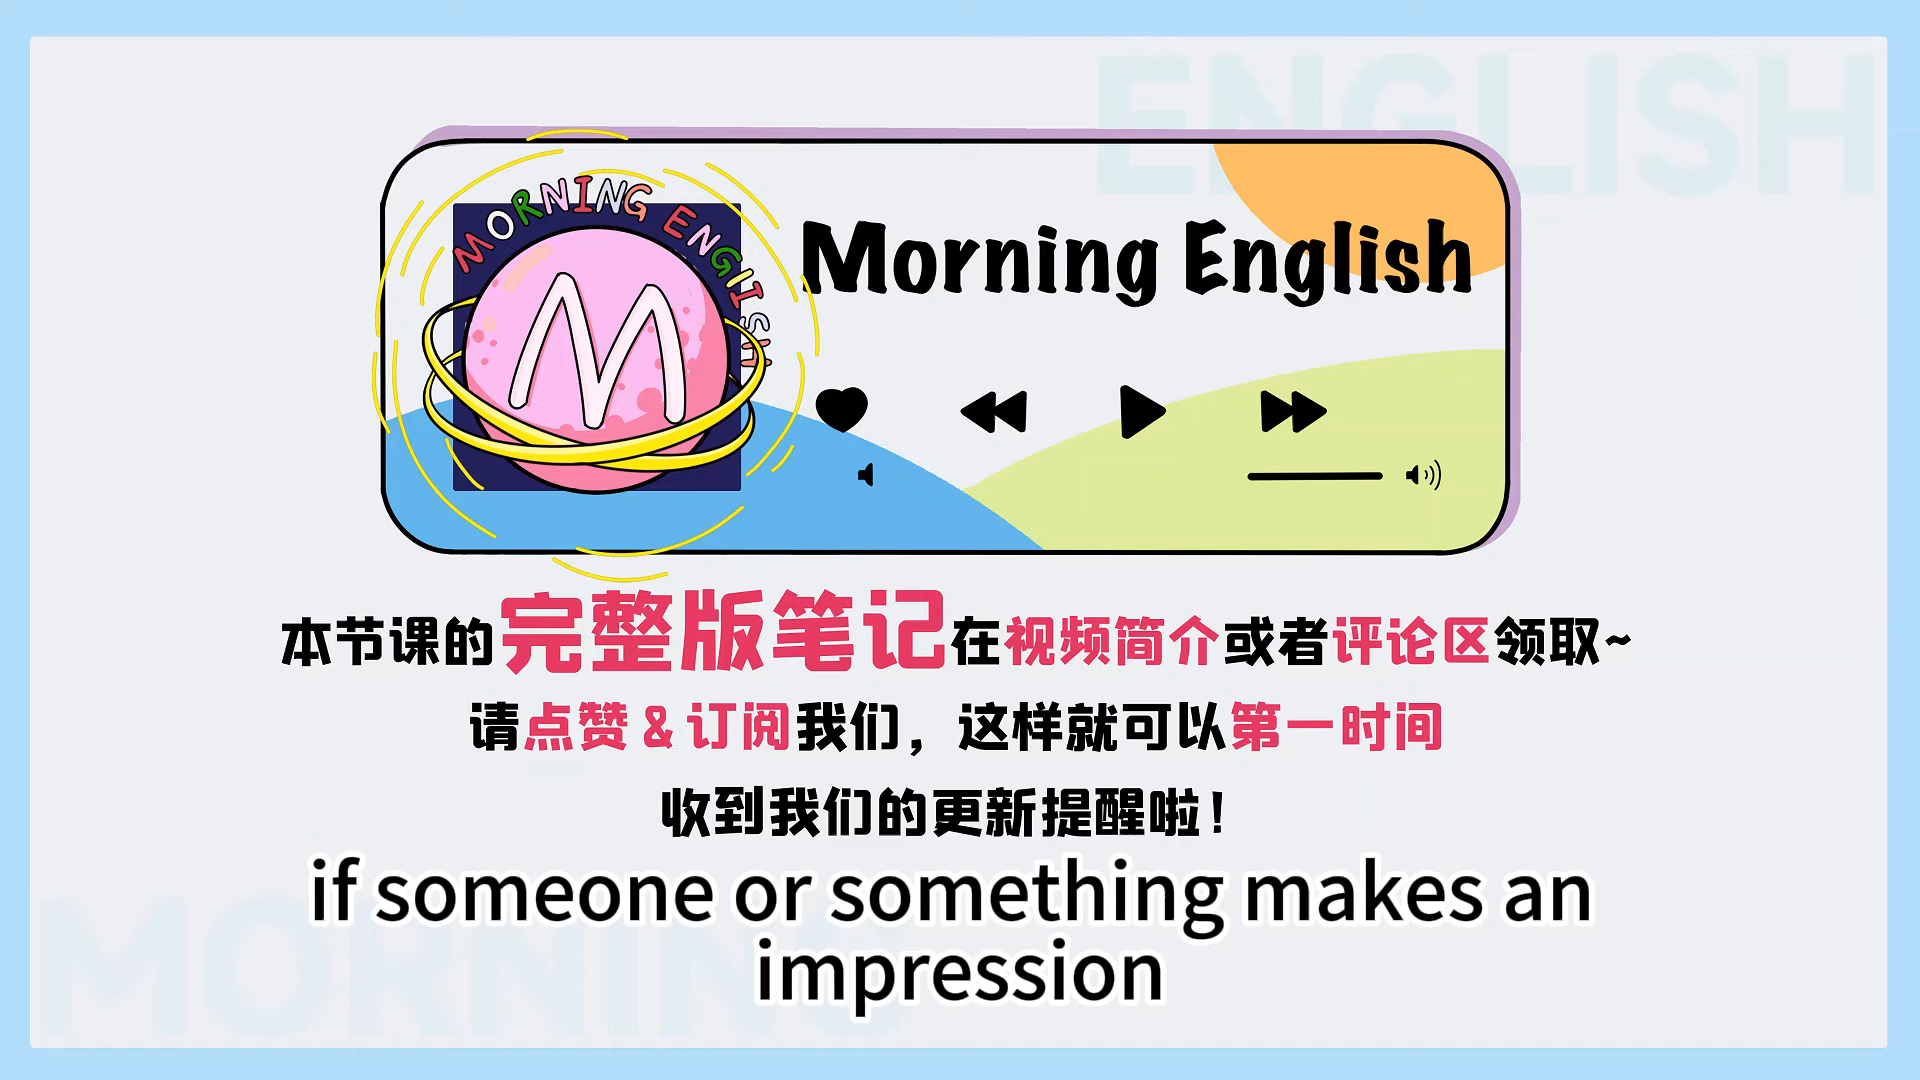 ENGLISH
MORNING ENGLISH
M
Morning English
本节课的完整版笔记在视频简介或者评论区领取~
请点赞&订阅我们，这样就可以第一时间
收到我们的更新提醒啦！
if someone or something makes an
impression
MORNING